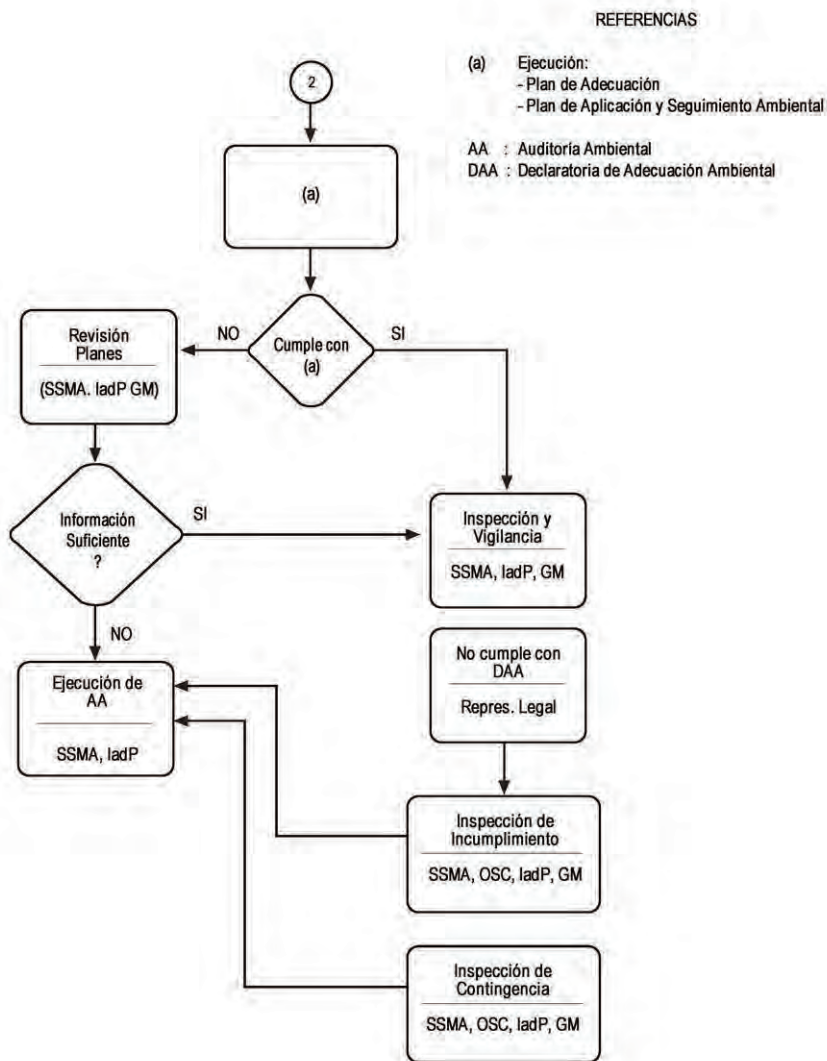 REFERENCIAS
(a) Ejecución:
- Plan de Adecuación
- Plan de Aplicación y Seguimiento Ambiental
AA : Auditoría Ambiental
DAA : Declaratoria de Adecuación Ambiental
2
(a)
Cumple con
(a)
NO
SI
Revisión
Planes
(SSMA. IadP GM)
Información
Suficiente
?
SI
NO
Inspección y
Vigilancia
SSMA, IadP, GM
No cumple con
DAA
Repres. Legal
Ejecución de
AA
SSMA, IadP
Inspección de
Incumplimiento
SSMA, OSC, IadP, GM
Inspección de
Contingencia
SSMA, OSC, IadP, GM